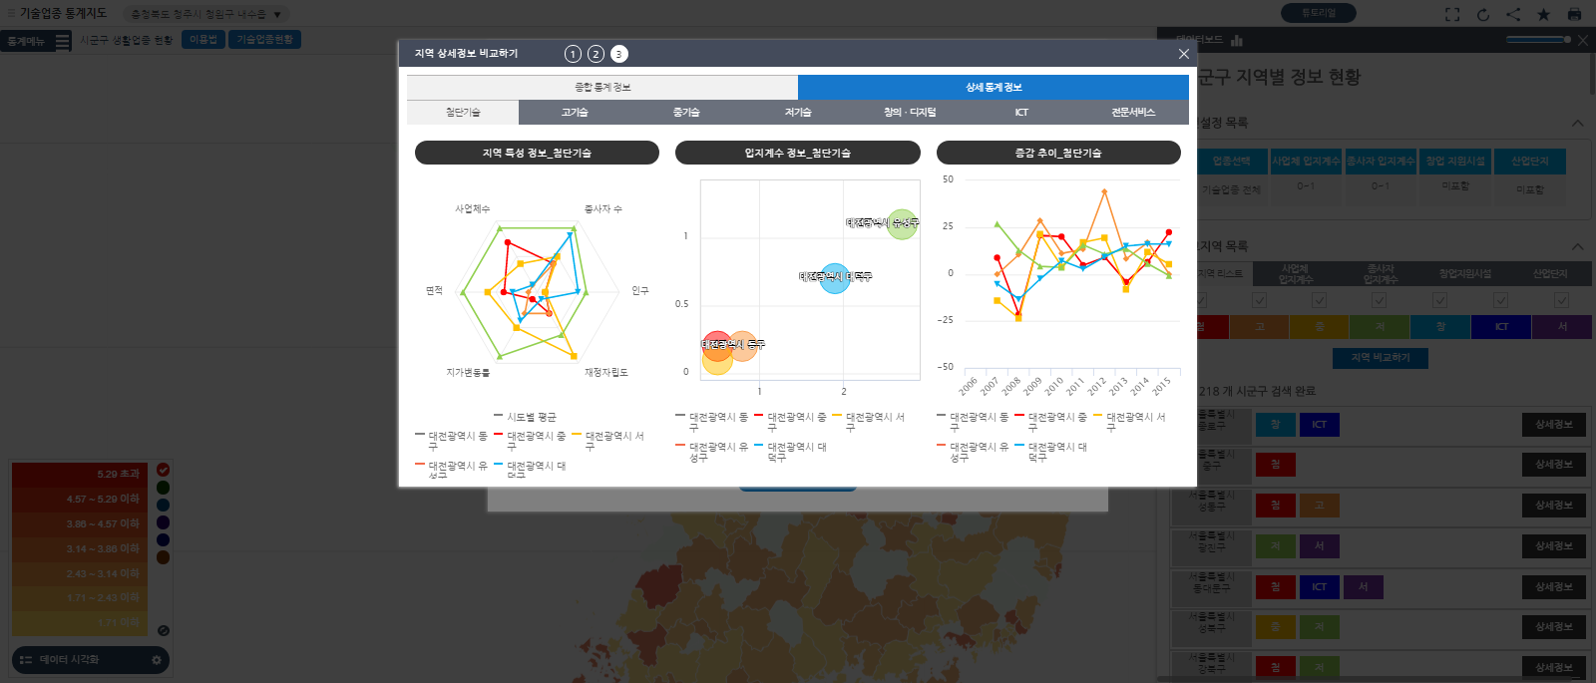 기술업종 통계지도
충청북도 청주시 청원구 내수읍 ▼
튜토리얼
통계메뉴
시군구 생활업종 현황
이용법
기술업종현황
지역 상세정보 비교하기
1 2 3
종합 통계 정보
상세 통계 정보
첨단기술 고기술 중기술 저기술 창의 · 디지털 ICT 전문서비스
지역 특성 정보_첨단기술
사업체수
종사자 수
면적
인구
지가변동률
재정자립도
시도별 평균
대전광역시 동구
대전광역시 중구
대전광역시 서구
대전광역시 유성구
대전광역시 대덕구
입지계수 정보_첨단기술
대전광역시 유성구
대전광역시 대덕구
대전광역시 동구
1
0.5
0
1 2
대전광역시 동구
대전광역시 중구
대전광역시 서구
대전광역시 유성구
대전광역시 대덕구
증감 추이_첨단기술
50
25
0
−25
−50
2006 2007 2008 2009 2010 2011 2012 2013 2014 2015
대전광역시 동구
대전광역시 중구
대전광역시 서구
대전광역시 유성구
대전광역시 대덕구
데이터보드
군구 지역별 정보 현황
설정 목록
업종선택 사업체 입지계수 종사자 입지계수 창업 지원시설 산업단지
기술업종 전체 0~1 0~1 미포함 미포함
지역 목록
지역 리스트
사업체 입지계수
종사자 입지계수
창업지원시설
산업단지
첨 고 중 저 창 ICT 서
지역 비교하기
218 개 시군구 검색 완료
서울특별시 종로구 창 ICT 상세정보
서울특별시 중구 첨 상세정보
서울특별시 성동구 첨 고 상세정보
서울특별시 광진구 저 서 상세정보
서울특별시 동대문구 첨 ICT 서 상세정보
서울특별시 성북구 중 저 상세정보
서울특별시 강북구 첨 저 상세정보
5.29 초과
4.57 ~ 5.29 이하
3.86 ~ 4.57 이하
3.14 ~ 3.86 이하
2.43 ~ 3.14 이하
1.71 ~ 2.43 이하
1.71 이하
데이터 시각화